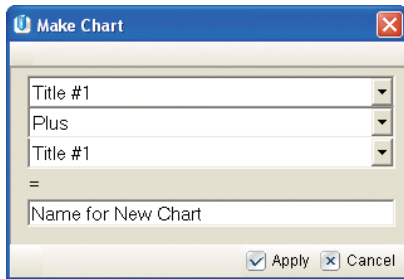 Make Chart
Title #1
Plus
Title #1
=
Name for New Chart
Apply Cancel